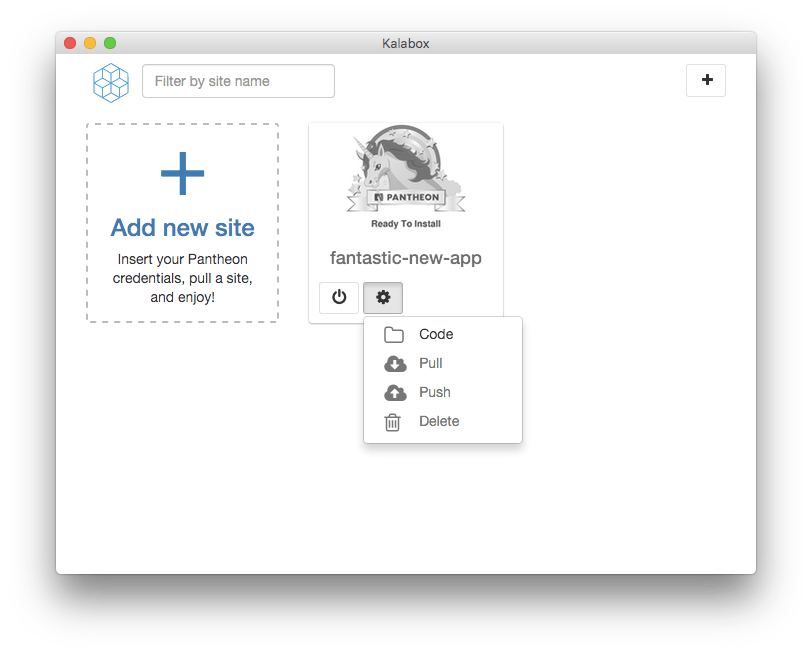 Kalabox
Filter by site name
Add new site
Insert your Pantheon
credentials, pull a site,
and enjoy!
PANTHEON
Ready To Install
fantastic-new-app
Code
Pull
Push
Delete